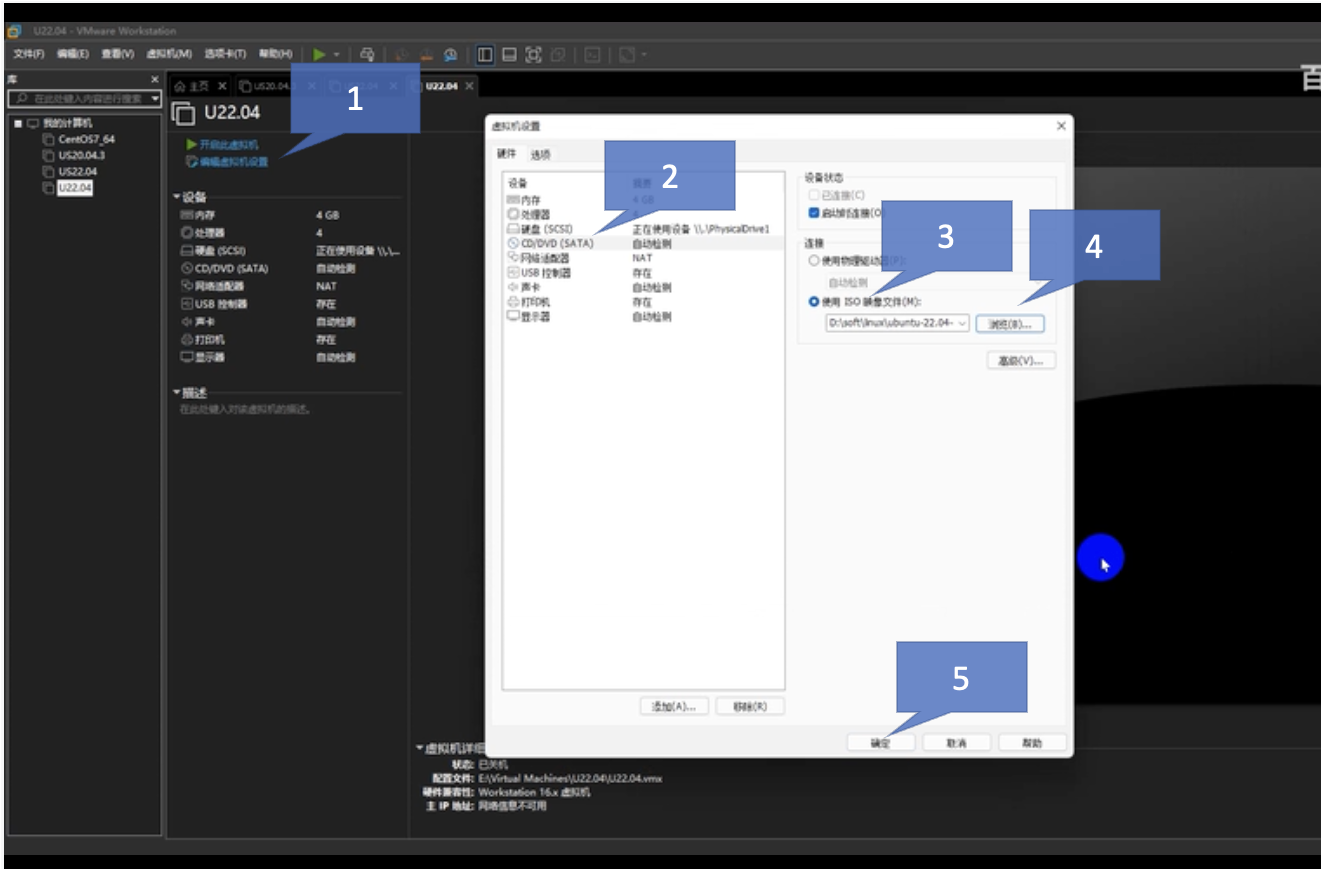 U22.04 - VMware Workstation
文件(F) 编辑(E) 查看(V) 虚拟机(M) 选项卡(T) 帮助(H)
库
在此处键入内容进行搜索
我的计算机
CentOS7_64
US20.04.3
US22.04
U22.04
主页
US20.04.
U22.04
百
U22.04
开启此虚拟机
编辑虚拟机设置
1
设备
内存 4 GB
处理器 4
硬盘 (SCSI) 正在使用设备 \\.\...
CD/DVD (SATA) 自动检测
网络适配器 NAT
USB 控制器 存在
声卡 自动检测
打印机 存在
显示器 自动检测
描述
在此处键入对该虚拟机的描述。
虚拟机设置
硬件 选项
2
设备 摘要
内存 4 GB
处理器 4
硬盘 (SCSI) 正在使用设备 \\.\PhysicalDrive1
CD/DVD (SATA) 自动检测
网络适配器 NAT
USB 控制器 存在
声卡 自动检测
打印机 存在
显示器 自动检测
添加(A)... 移除(R)
设备状态
已连接(C)
启动时连接(O)
3
4
连接
使用物理驱动器(P):
自动检测
使用 ISO 映像文件(M):
D:\soft\linux\ubuntu-22.04- 浏览(B)...
高级(V)...
5
确定 取消 帮助
虚拟机详细
状态: 已关机
配置文件: E:\Virtual Machines\U22.04\U22.04.vmx
硬件兼容性: Workstation 16.x 虚拟机
主 IP 地址: 网络信息不可用